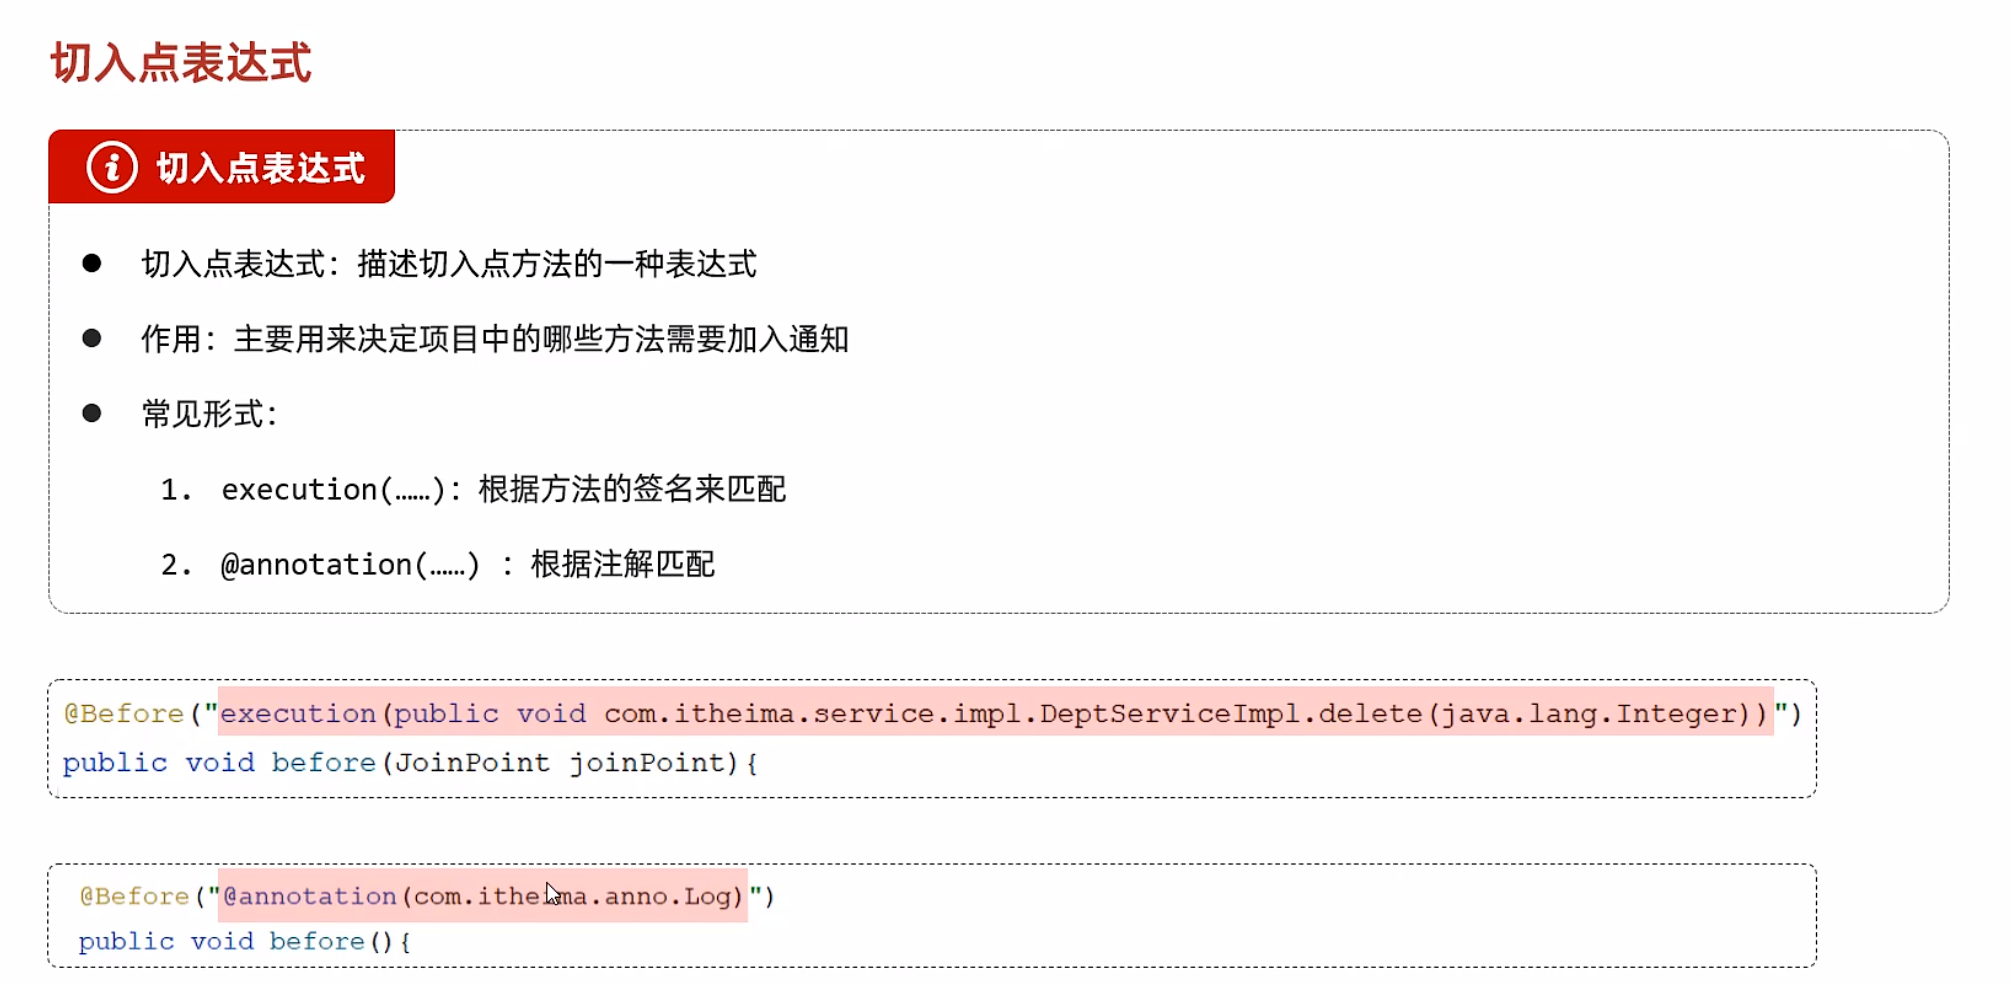 切入点表达式
切入点表达式
切入点表达式：描述切入点方法的一种表达式
作用：主要用来决定项目中的哪些方法需要加入通知
常见形式：
1. execution(……)：根据方法的签名来匹配
2. @annotation(……) ：根据注解匹配
@Before("execution(public void com.itheima.service.impl.DeptServiceImpl.delete(java.lang.Integer))")
public void before(JoinPoint joinPoint){
@Before("@annotation(com.itheima.anno.Log)")
public void before(){